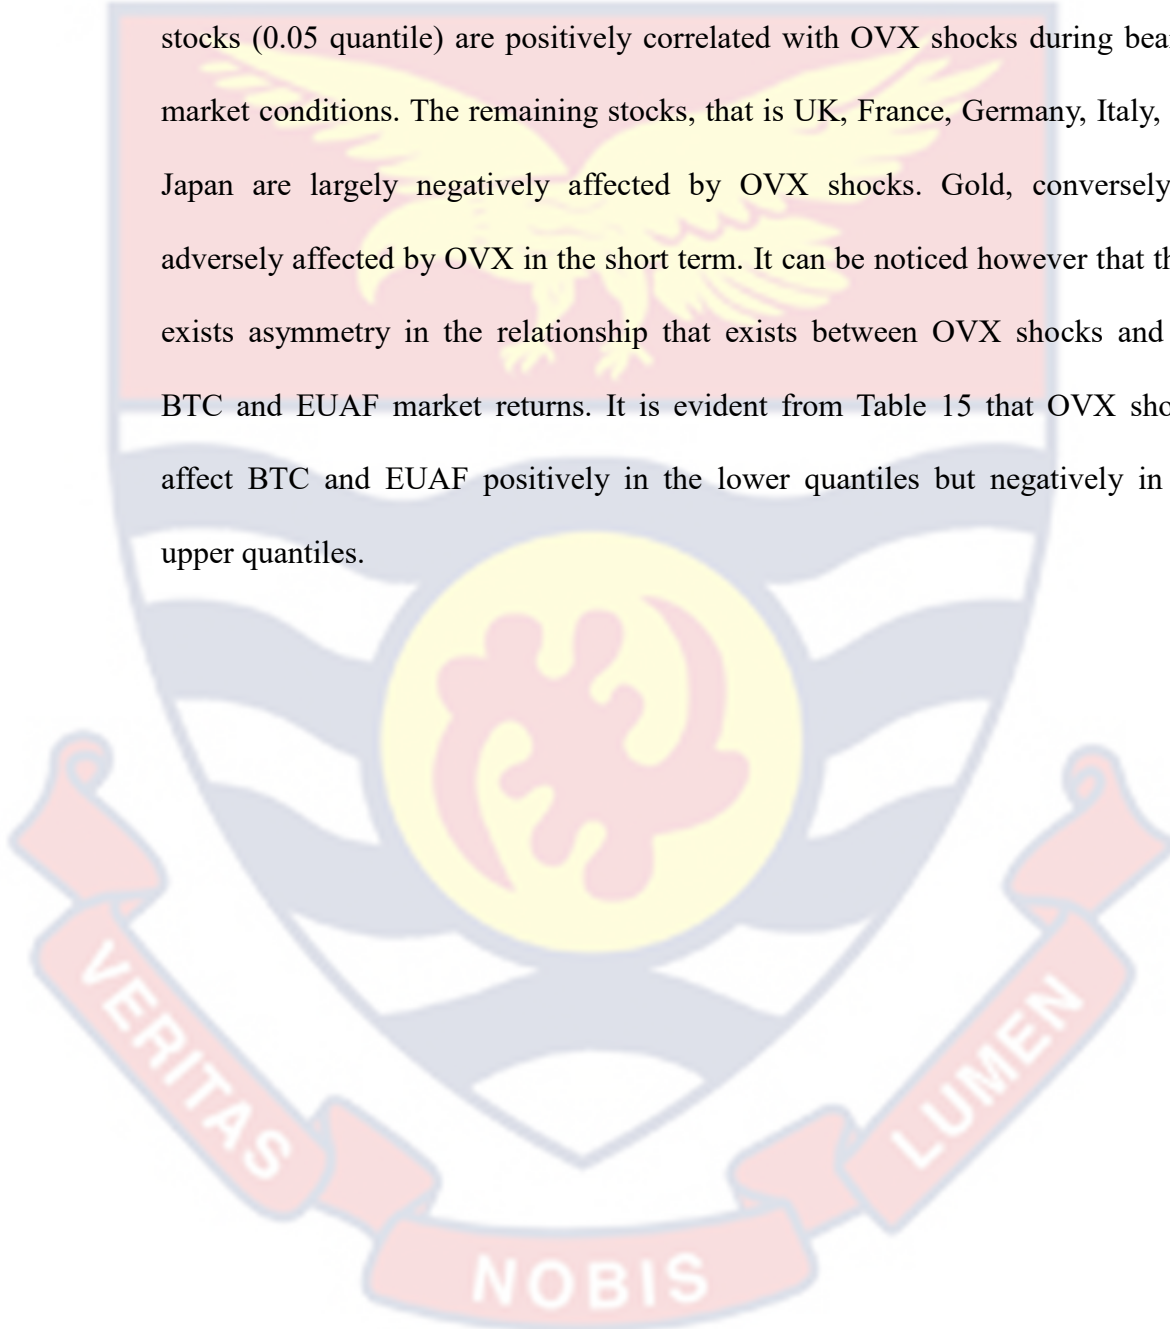 stocks (0.05 quantile) are positively correlated with OVX shocks during bea
market conditions. The remaining stocks, that is UK, France, Germany, Italy,
Japan are largely negatively affected by OVX shocks. Gold, conversely
adversely affected by OVX in the short term. It can be noticed however that th
exists asymmetry in the relationship that exists between OVX shocks and
BTC and EUAF market returns. It is evident from Table 15 that OVX sho
affect BTC and EUAF positively in the lower quantiles but negatively in
upper quantiles.
VERITAS
NOBIS
LUMEN